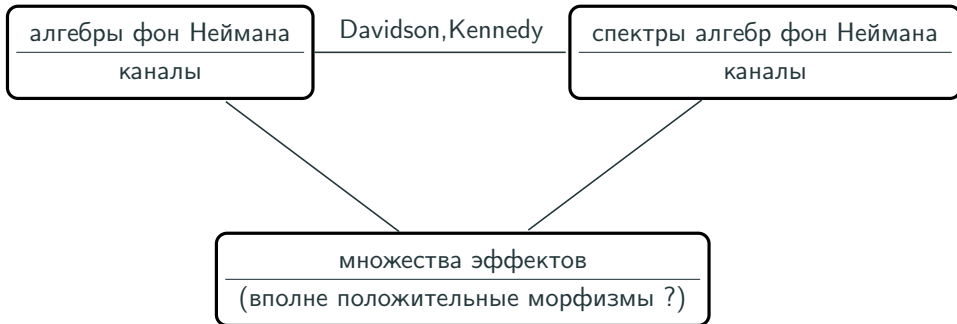 алгебры фон Неймана
каналы
Davidson,Kennedy
спектры алгебр фон Неймана
каналы
множества эффектов
(вполне положительные морфизмы ?)